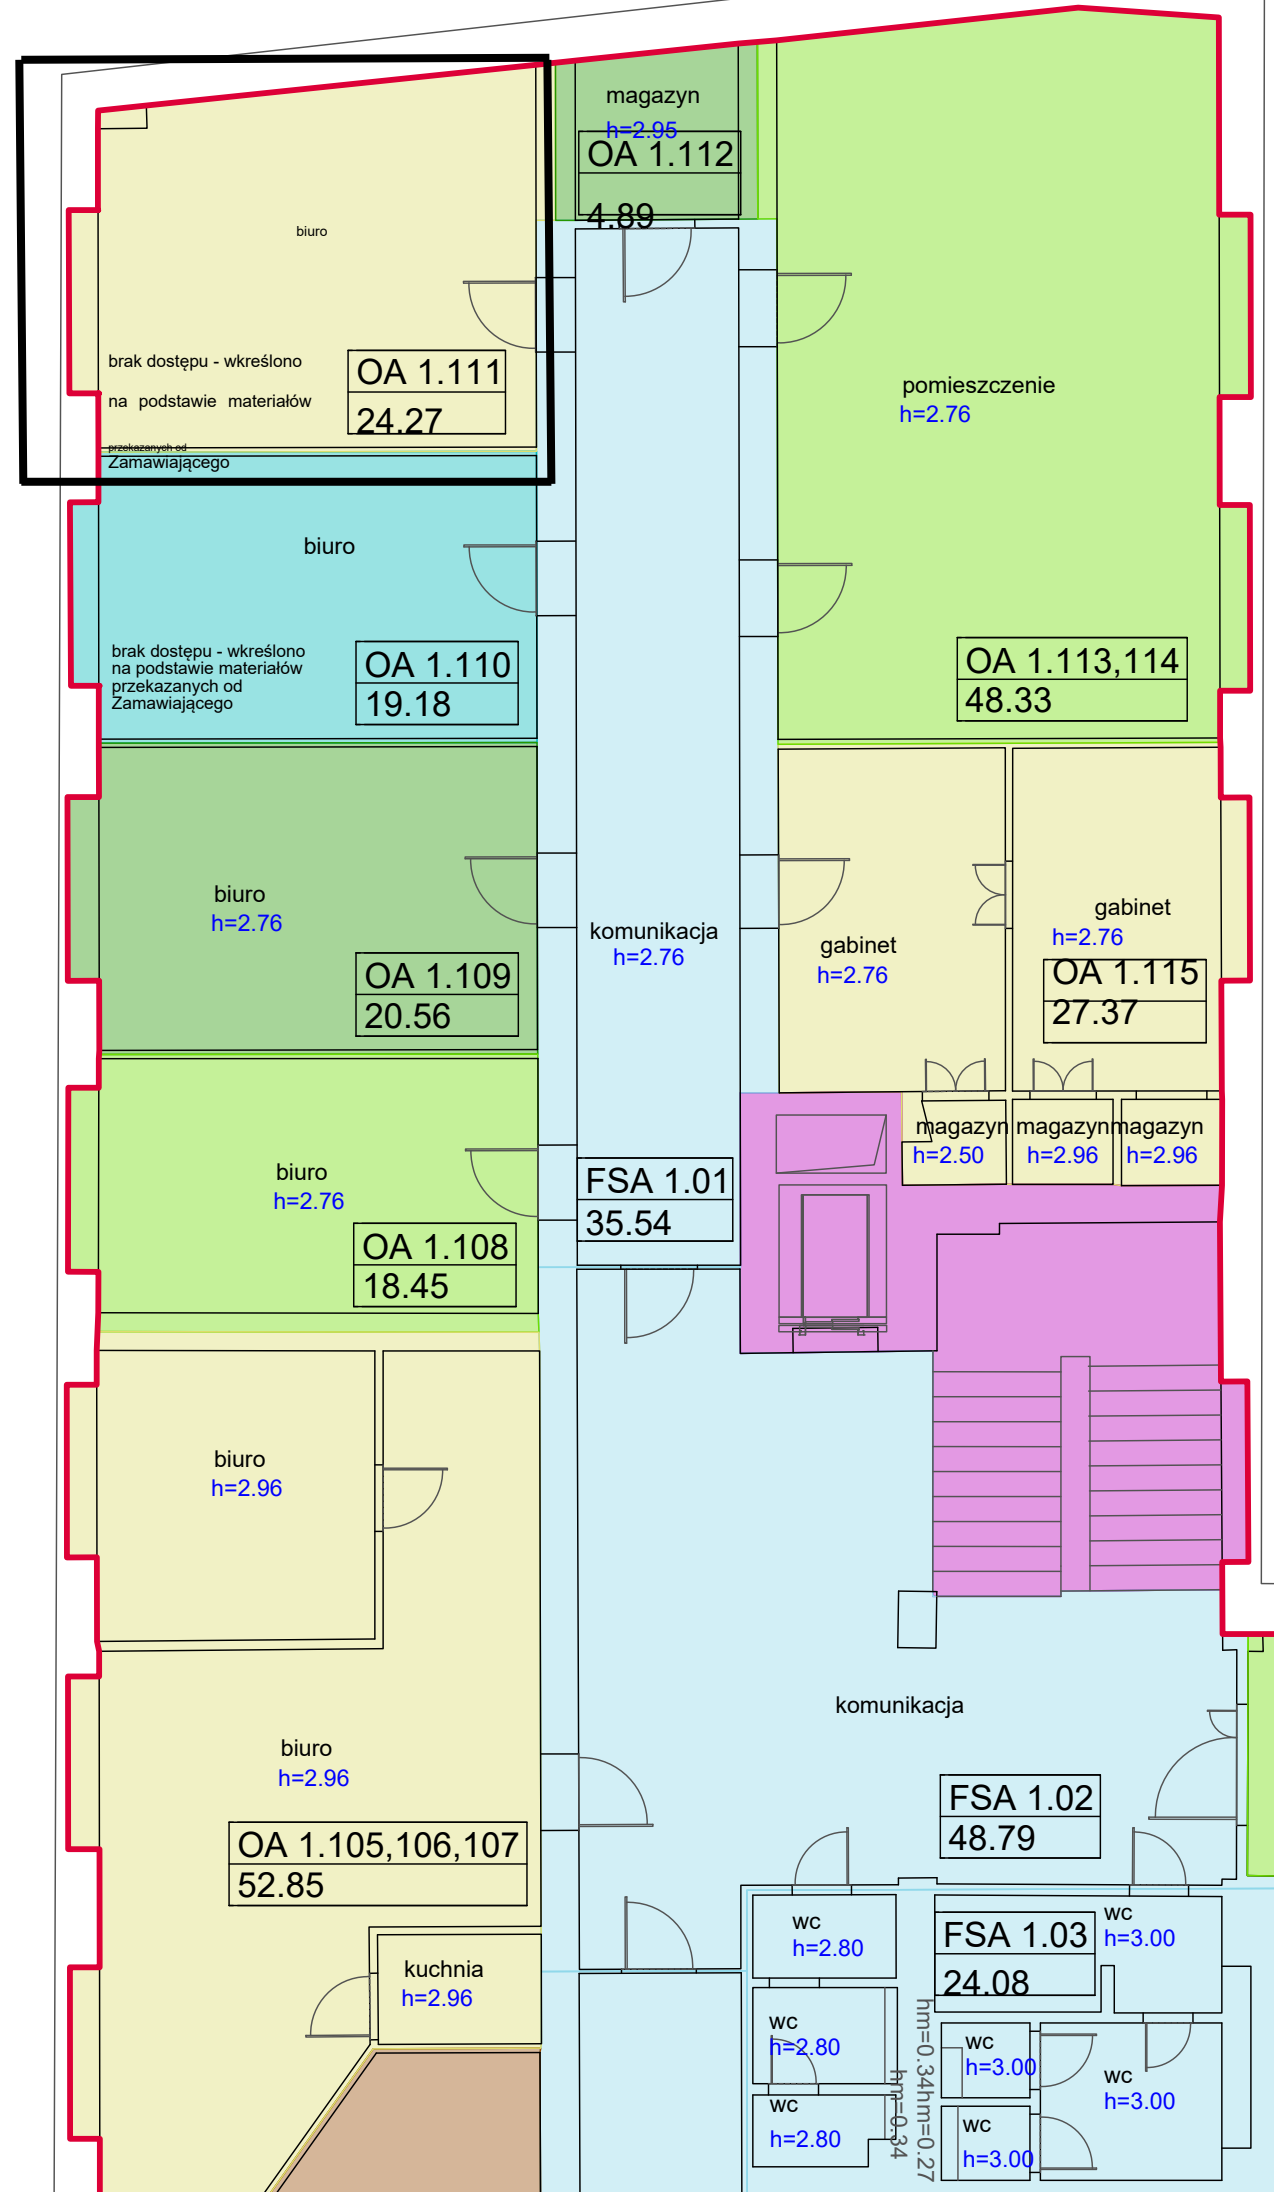 magazyn
h=2.95
OA 1.112
4.89
biuro
brak dostępu - wkreślono
na podstawie materiałów
przekazanych od
Zamawiającego
OA 1.111
24.27
pomieszczenie
h=2.76
biuro
brak dostępu - wkreślono
na podstawie materiałów
przekazanych od
Zamawiającego
OA 1.110
19.18
OA 1.113,114
48.33
biuro
h=2.76
OA 1.109
20.56
komunikacja
h=2.76
gabinet
h=2.76
gabinet
h=2.76
OA 1.115
27.37
magazyn
h=2.50
magazyn
h=2.96
magazyn
h=2.96
biuro
h=2.76
OA 1.108
18.45
FSA 1.01
35.54
biuro
h=2.96
komunikacja
biuro
h=2.96
OA 1.105,106,107
52.85
FSA 1.02
48.79
kuchnia
h=2.96
wc
h=2.80
FSA 1.03
24.08
wc
h=3.00
wc
h=2.80
wc
h=3.00
wc
h=3.00
wc
h=2.80
wc
h=3.00
hm=0.34
hm=0.34
hm=0.27